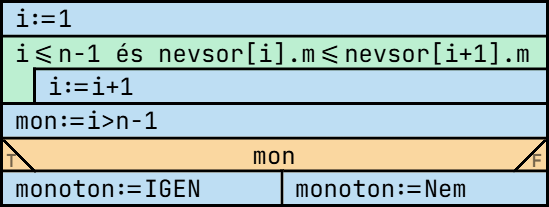 i:=1
i≤n-1 és nevsor[i].m≤nevsor[i+1].m
i:=i+1
mon:=i>n-1
T mon F
monoton:=IGEN monoton:=Nem